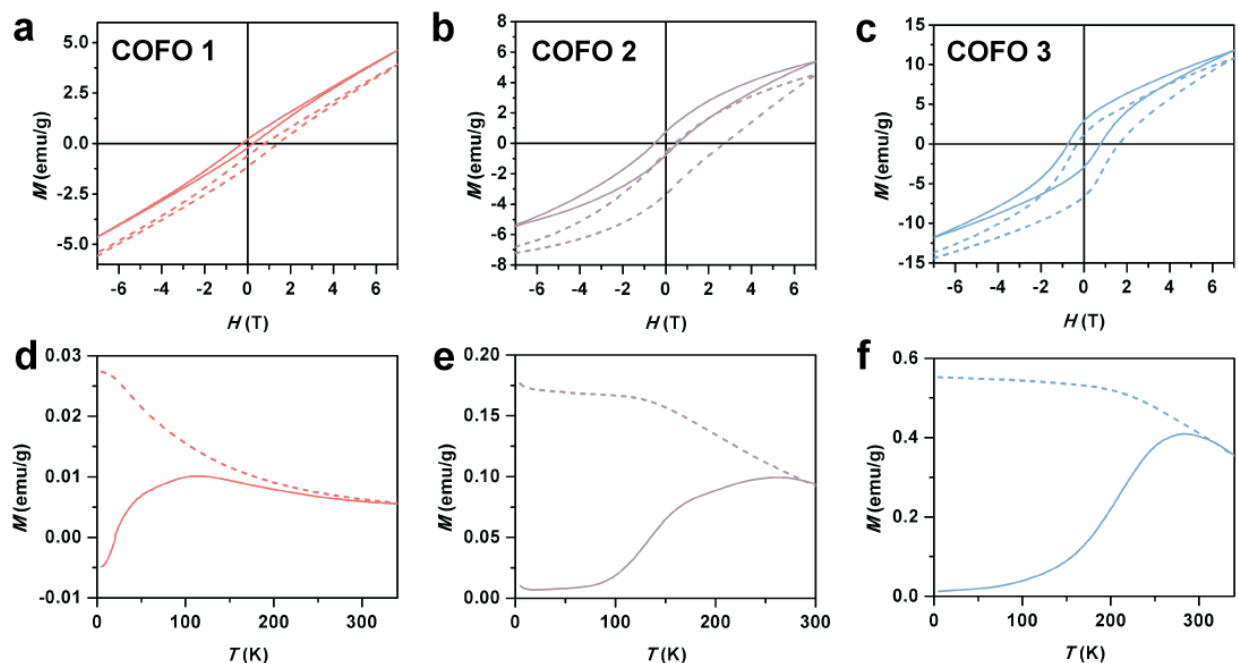 a
COFO 1
M (emu/g)
5.0
2.5
0.0
-2.5
-5.0
-6 -4 -2 0 2 4 6
H (T)
b
COFO 2
M (emu/g)
8
6
4
2
0
-2
-4
-6
-8
-6 -4 -2 0 2 4 6
H (T)
c
COFO 3
M (emu/g)
15
10
5
0
-5
-10
-15
-6 -4 -2 0 2 4 6
H (T)
d
M (emu/g)
0.03
0.02
0.01
0.00
-0.01
0 100 200 300
T (K)
e
M (emu/g)
0.20
0.15
0.10
0.05
0.00
0 50 100 150 200 250 300
T (K)
f
M (emu/g)
0.6
0.4
0.2
0.0
0 100 200 300
T (K)